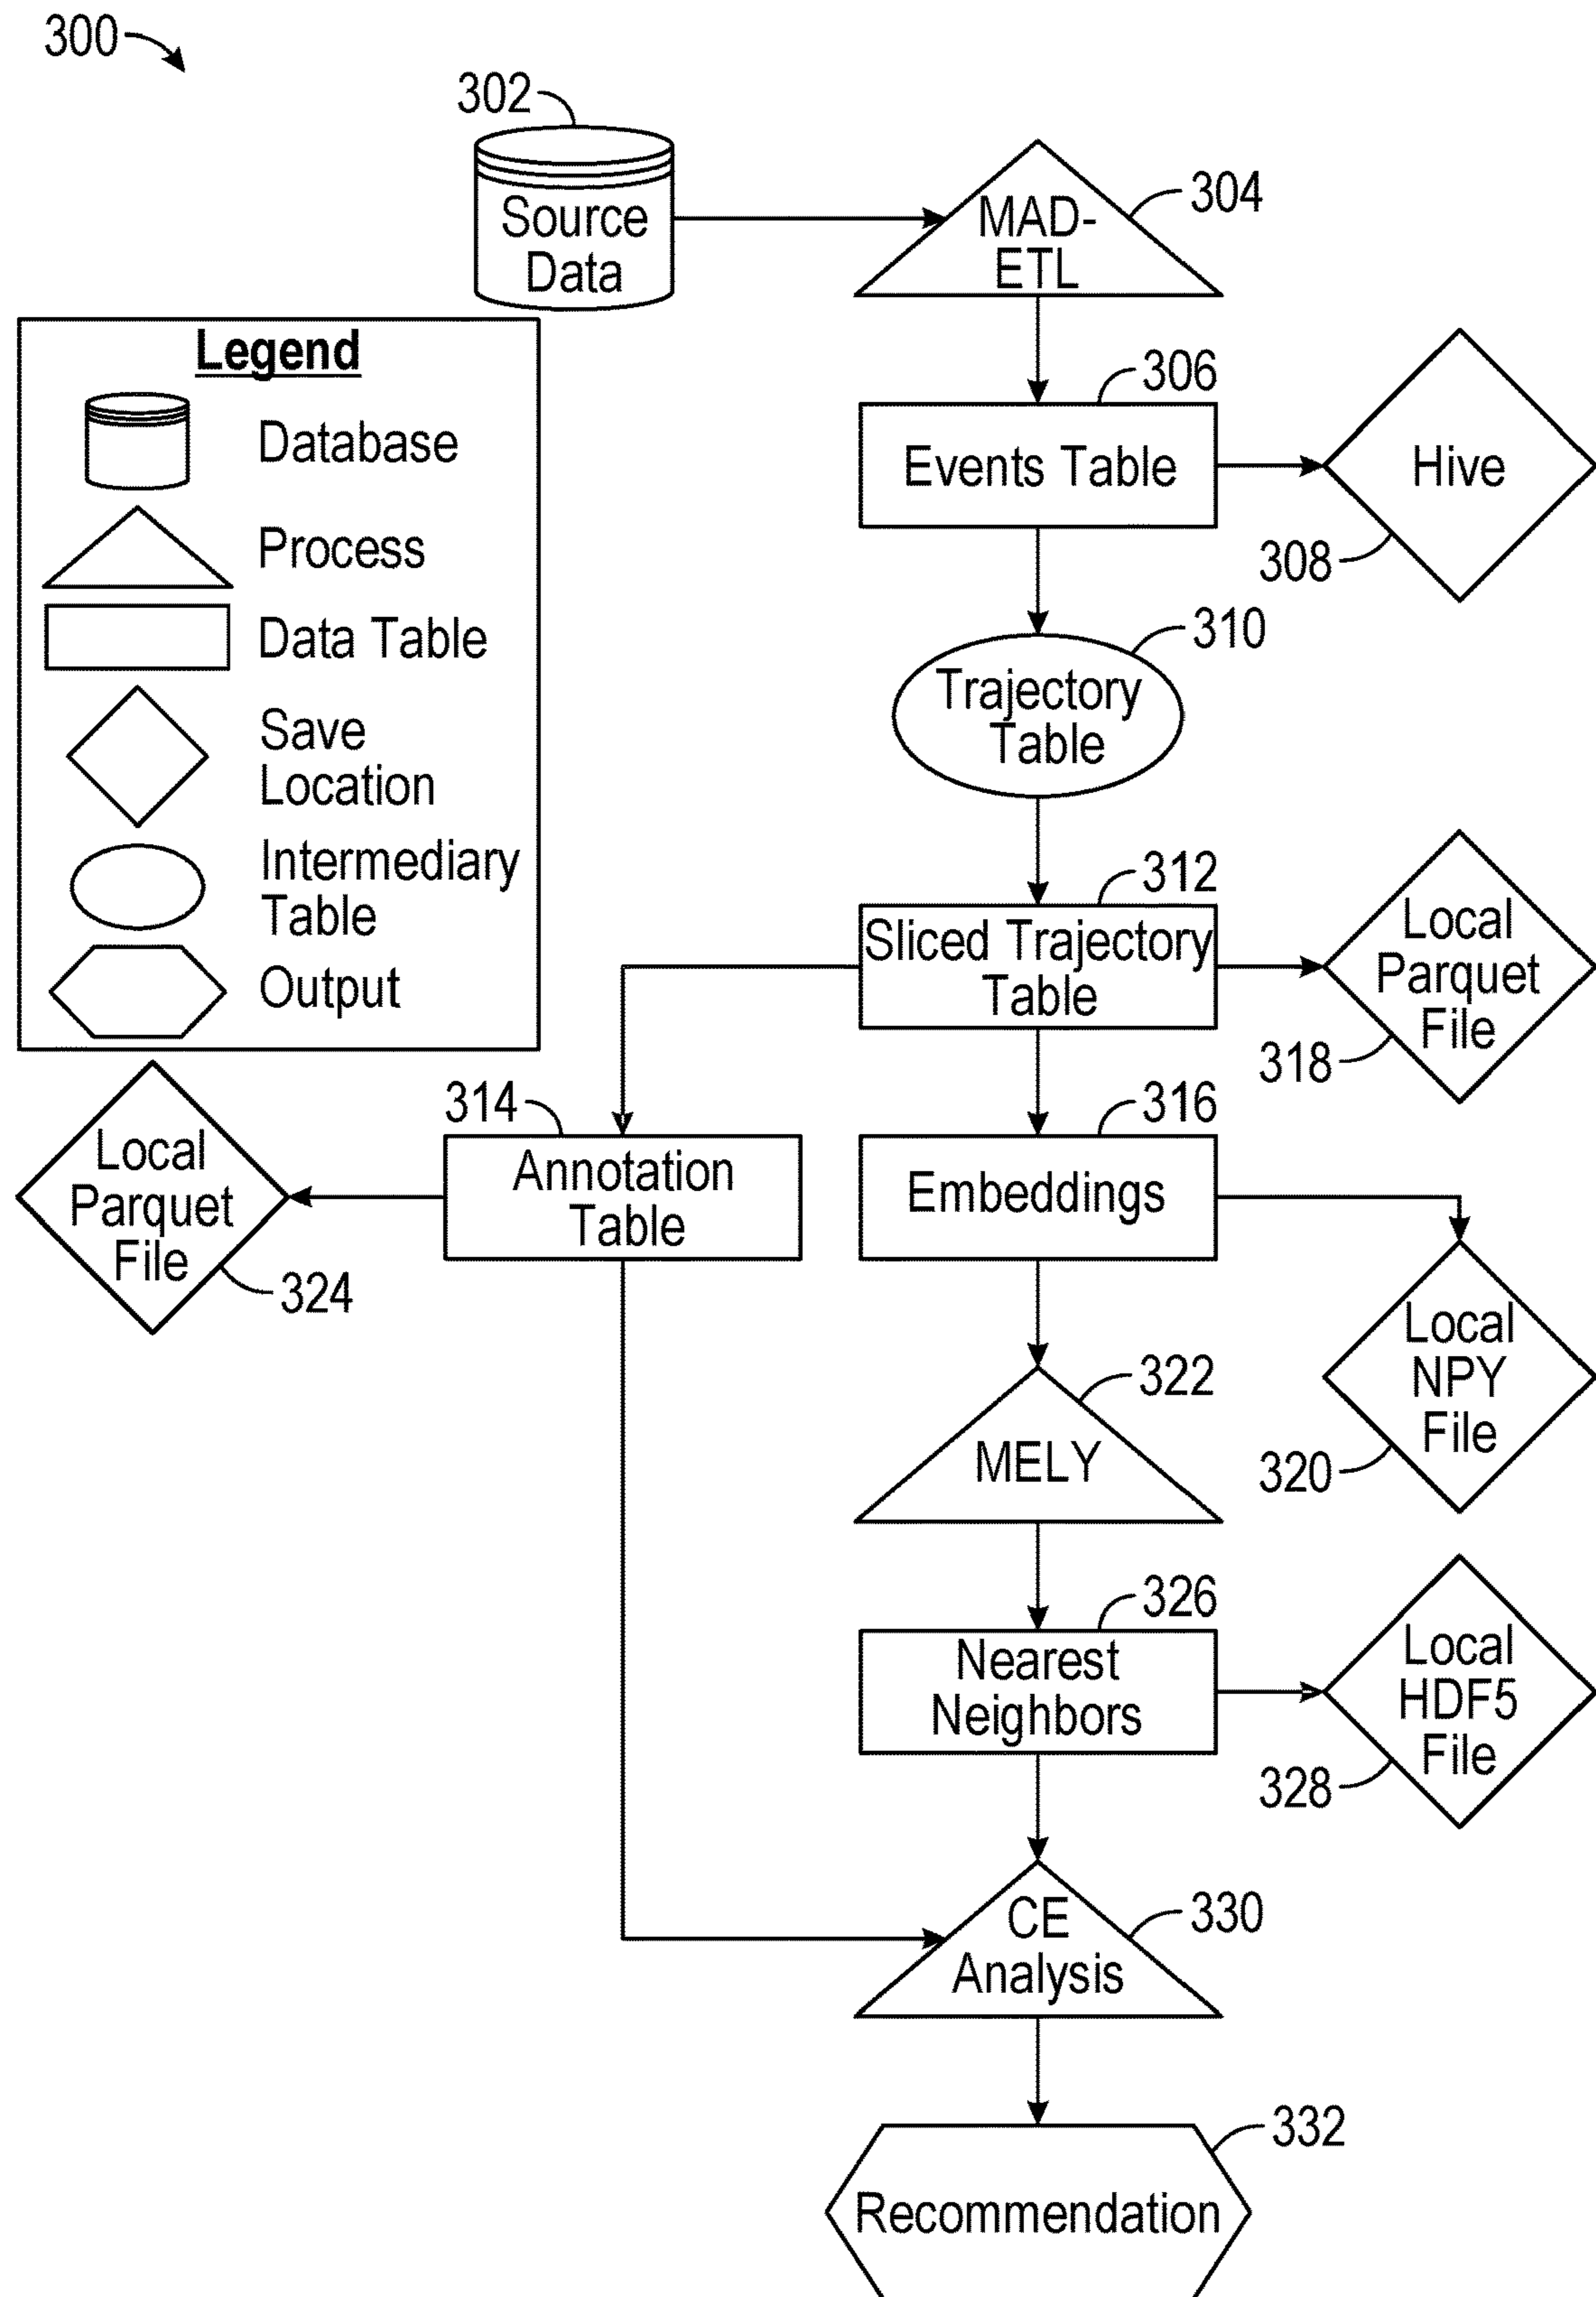 300
302
Source
Data
MAD-
ETL
304
Legend
Database
Process
Data Table
Save
Location
Intermediary
Table
Output
306
Events Table
Hive
308
310
Trajectory
Table
312
Sliced Trajectory
Table
Local
Parquet
File
318
314
Annotation
Table
316
Embeddings
Local
Parquet
File
324
Local
NPY
File
320
322
MELY
326
Nearest
Neighbors
Local
HDF5
File
328
CE
Analysis
330
332
Recommendation